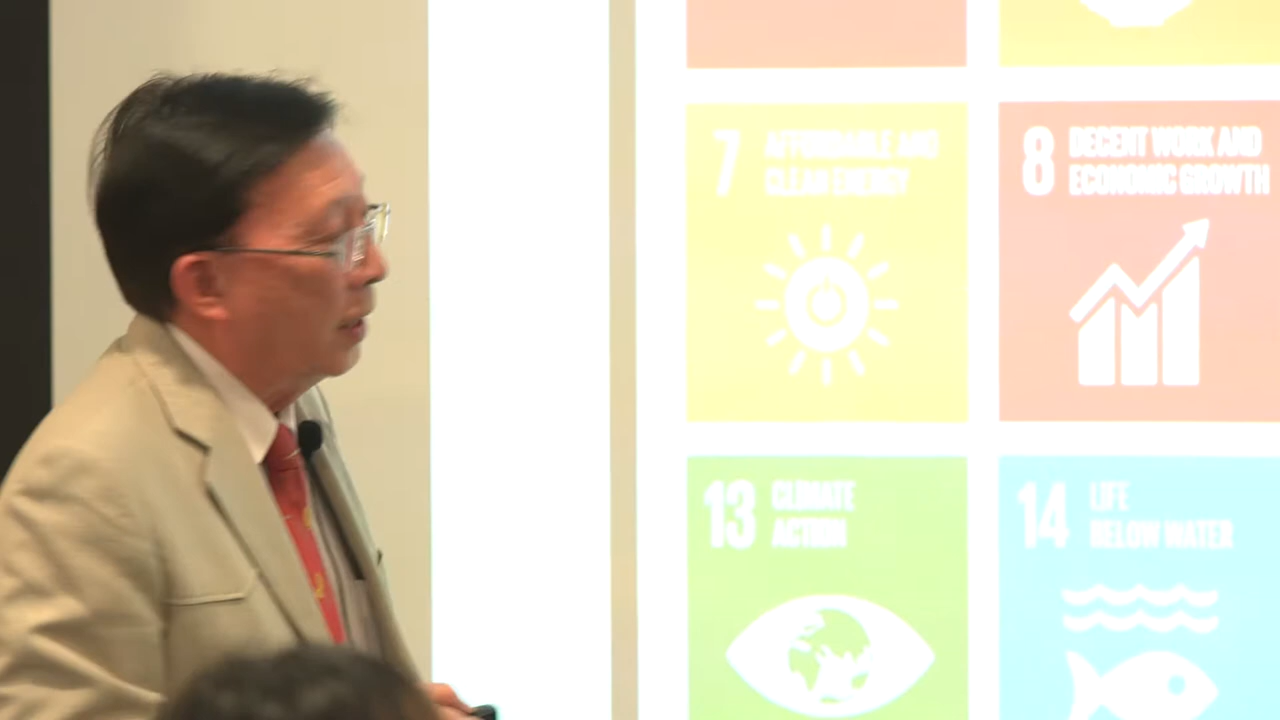 7 AFFORDABLE AND
CLEAN ENERGY
8 DECENT WORK AND
ECONOMIC GROWTH
13 CLIMATE
ACTION
14 LIFE
BELOW WATER